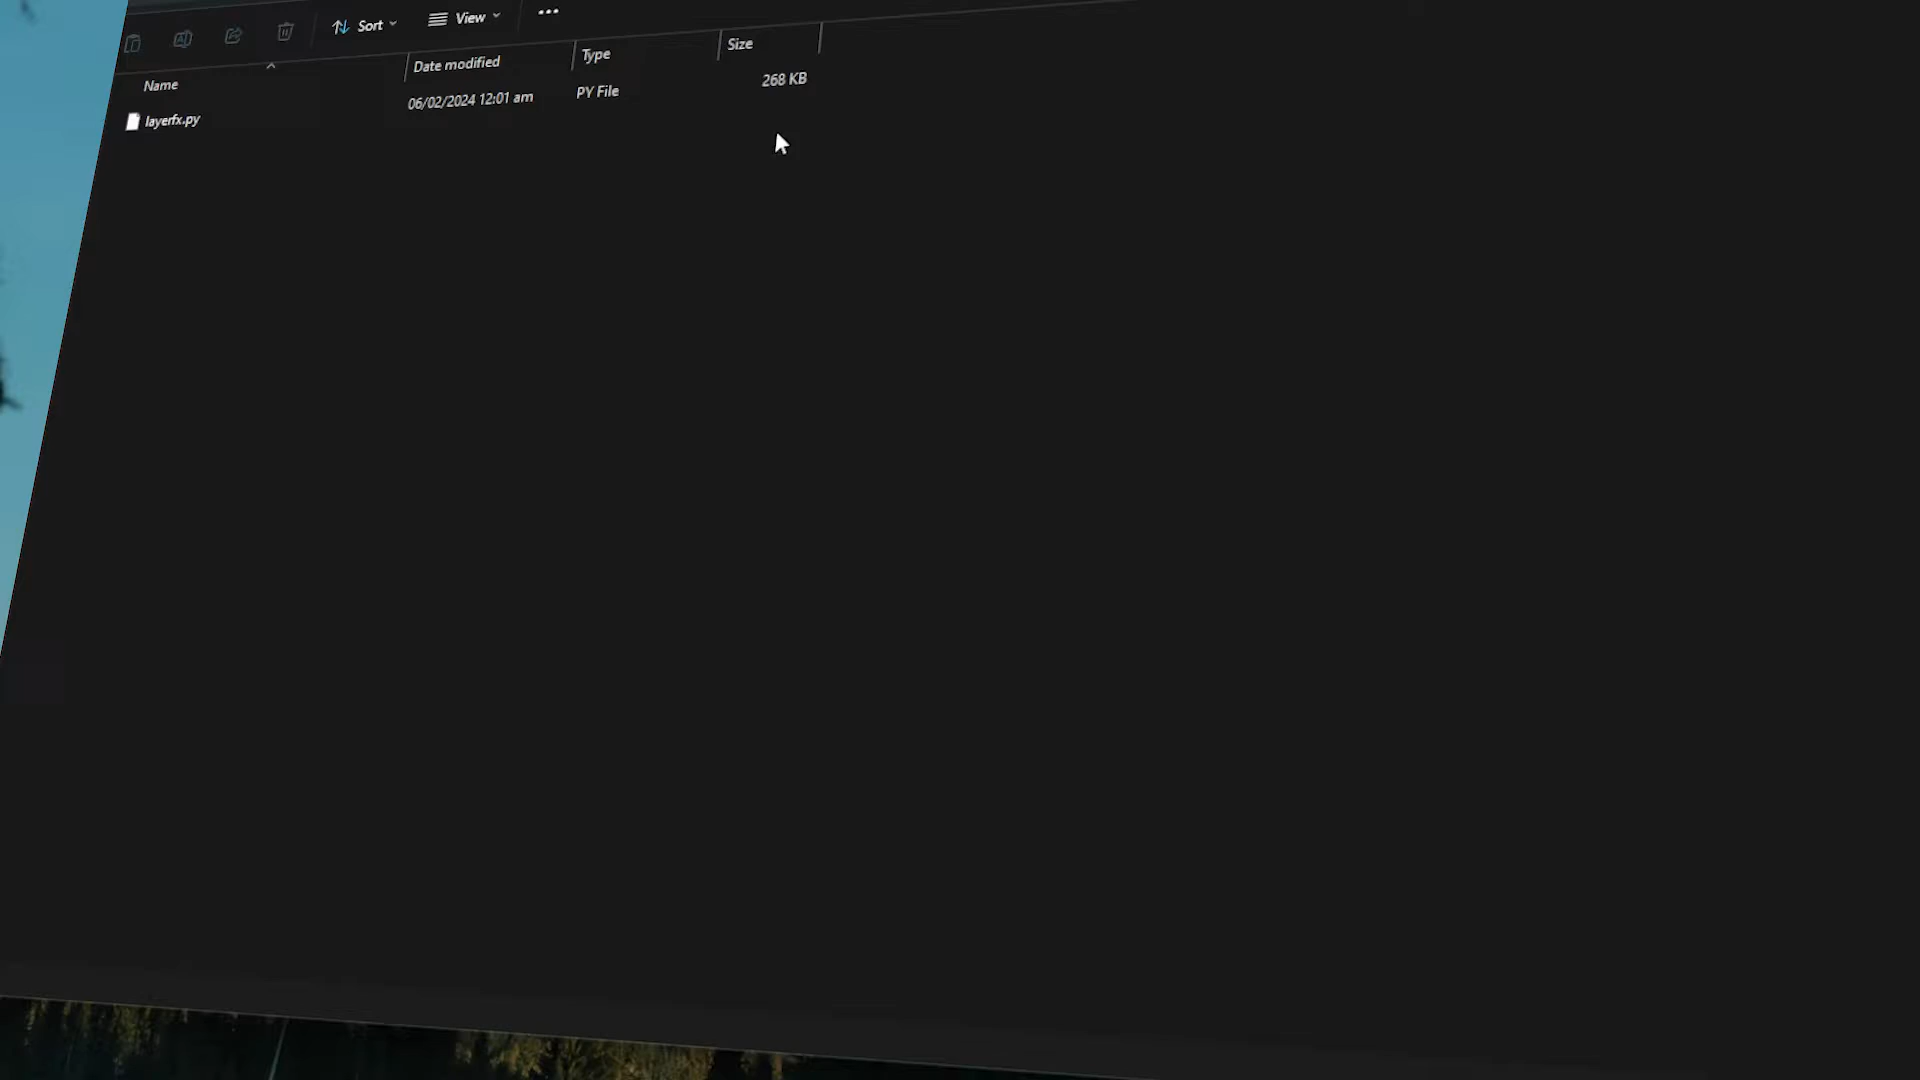 Sort View
Name Date modified Type Size
layerfx.py 06/02/2024 12:01 am PY File 268 KB